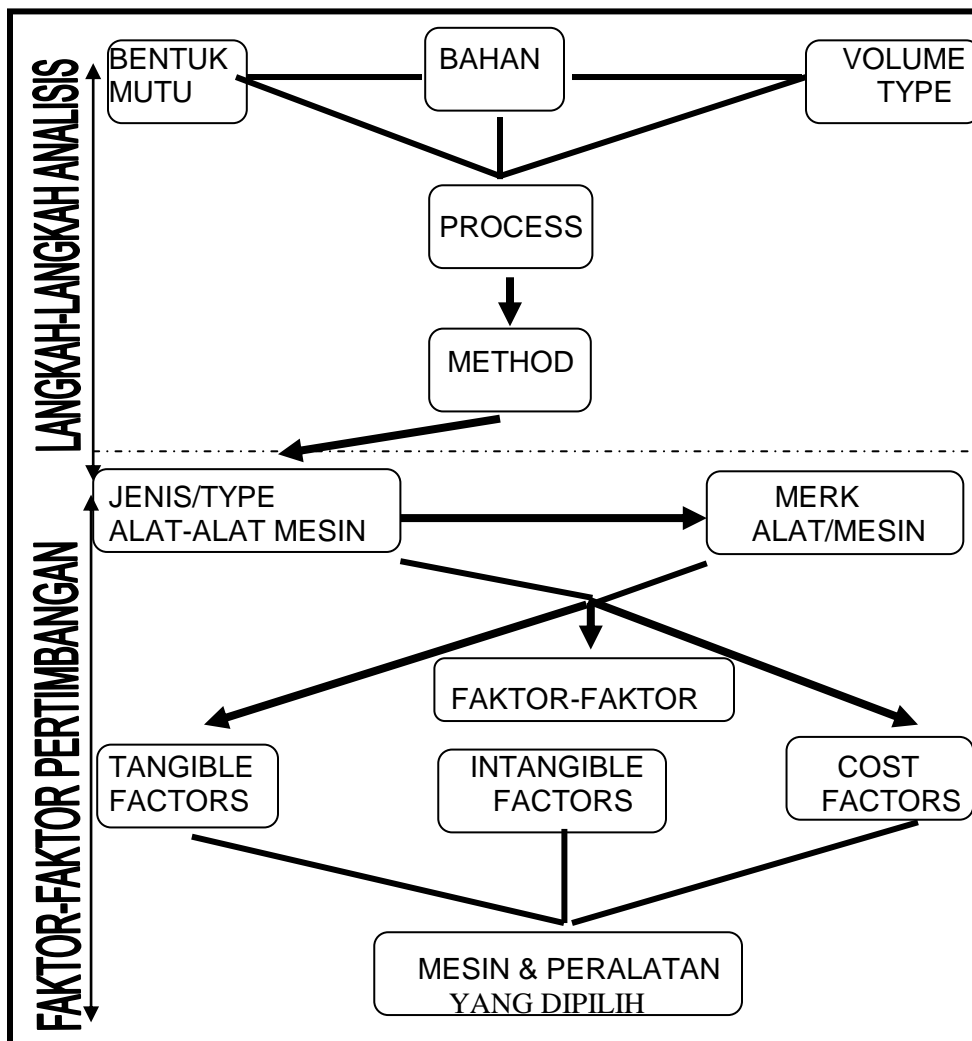 LANGKAH-LANGKAH ANALISIS
BENTUK
MUTU
BAHAN
VOLUME
TYPE
PROCESS
METHOD
FAKTOR-FAKTOR PERTIMBANGAN
JENIS/TYPE
ALAT-ALAT MESIN
MERK
ALAT/MESIN
FAKTOR-FAKTOR
TANGIBLE
FACTORS
INTANGIBLE
FACTORS
COST
FACTORS
MESIN & PERALATAN
YANG DIPILIH